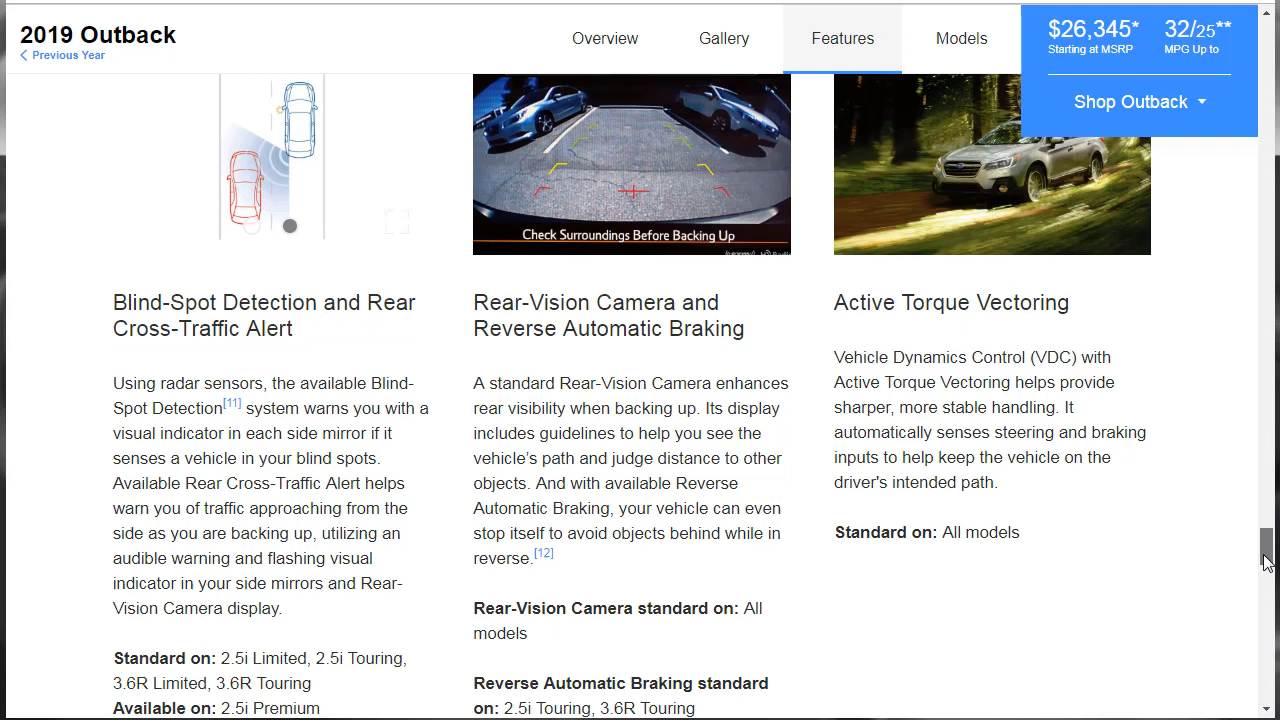 2019 Outback
Previous Year
Overview
Gallery
Features
Models
$26,345* 32/25**
Starting at MSRP MPG Up to
Shop Outback
Check Surroundings Before Backing Up
Blind-Spot Detection and Rear
Cross-Traffic Alert
Using radar sensors, the available Blind-
Spot Detection[11] system warns you with a
visual indicator in each side mirror if it
senses a vehicle in your blind spots.
Available Rear Cross-Traffic Alert helps
warn you of traffic approaching from the
side as you are backing up, utilizing an
audible warning and flashing visual
indicator in your side mirrors and Rear-
Vision Camera display.
Standard on: 2.5i Limited, 2.5i Touring,
3.6R Limited, 3.6R Touring
Available on: 2.5i Premium
Rear-Vision Camera and
Reverse Automatic Braking
A standard Rear-Vision Camera enhances
rear visibility when backing up. Its display
includes guidelines to help you see the
vehicle’s path and judge distance to other
objects. And with available Reverse
Automatic Braking, your vehicle can even
stop itself to avoid objects behind while in
reverse.[12]
Rear-Vision Camera standard on: All
models
Reverse Automatic Braking standard
on: 2.5i Touring, 3.6R Touring
Active Torque Vectoring
Vehicle Dynamics Control (VDC) with
Active Torque Vectoring helps provide
sharper, more stable handling. It
automatically senses steering and braking
inputs to help keep the vehicle on the
driver's intended path.
Standard on: All models